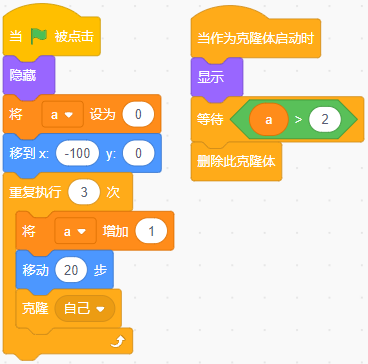 当 被点击
隐藏
将 a 设为 0
移到 x: -100 y: 0
重复执行 3 次
将 a 增加 1
移动 20 步
克隆 自己
当作为克隆体启动时
显示
等待 a > 2
删除此克隆体